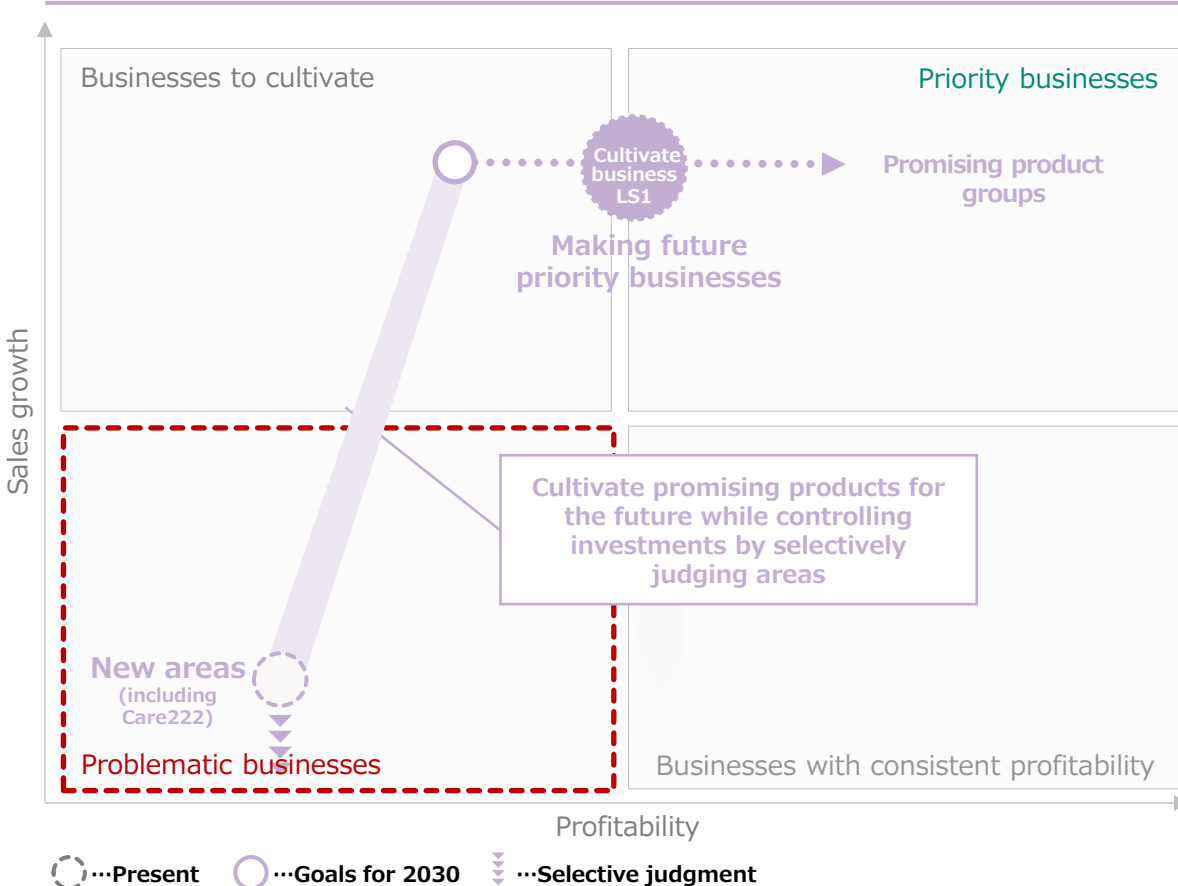 Businesses to cultivate
Priority businesses
Cultivate
business
LS1
Promising product
groups
Making future
priority businesses
Sales growth
Cultivate promising products for
the future while controlling
investments by selectively
judging areas
New areas
(including
Care222)
Problematic businesses
Businesses with consistent profitability
Profitability
…Present
…Goals for 2030
…Selective judgment